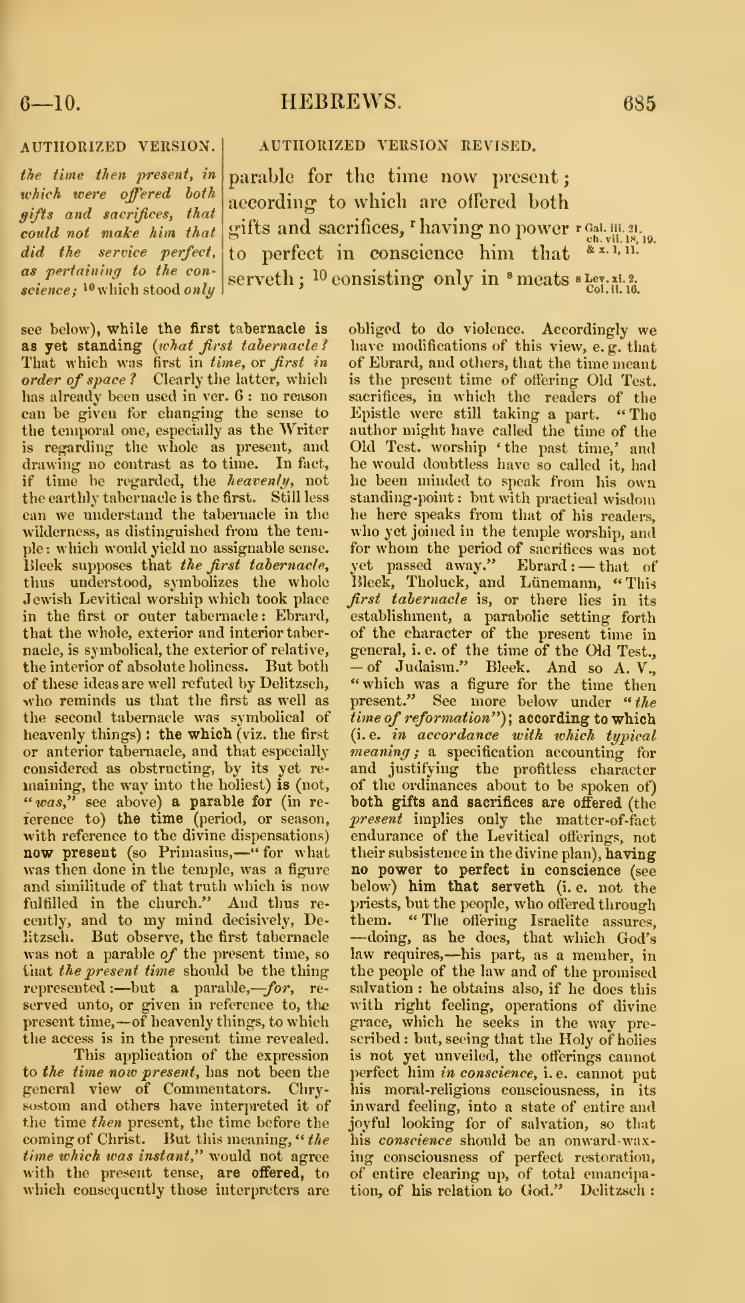 6—10.
HEBREWS.
685
AUTHORIZED VERSION.
the time then present, in
which were offered both
gifts and sacrifices, that
could not make him that
did the service perfect,
as pertaining to the con-
science; 10 which stood only
AUTHORIZED VERSION REVISED.
parable for the time now present ;
according to which are offered both
gifts and sacrifices, r having no power
to perfect in conscience him that
serveth ; 10 consisting only in s meats
r Gal. iii. 21.
ch. vii. 18, 19.
& x. 1, 11.
s Lev. xi. 2.
Col. ii. 16.
see below), while the first tabernacle is
as yet standing (what first tabernacle ?
That which was first in time, or first in
order of space ? Clearly the latter, which
has already been used in ver. 6 : no reason
can be given for changing the sense to
the temporal one, especially as the Writer
is regarding the whole as present, and
drawing no contrast as to time. In fact,
if time be regarded, the heavenly, not
the earthly tabernacle is the first. Still less
can we understand the tabernacle in the
wilderness, as distinguished from the tem-
ple : which would yield no assignable sense.
Bleek supposes that the first tabernacle,
thus understood, symbolizes the whole
Jewish Levitical worship which took place
in the first or outer tabernacle : Ebrard,
that the whole, exterior and interior taber-
nacle, is symbolical, the exterior of relative,
the interior of absolute holiness. But both
of these ideas are well refuted by Delitzsch,
who reminds us that the first as well as
the second tabernacle was symbolical of
heavenly things) : the which (viz. the first
or anterior tabernacle, and that especially
considered as obstructing, by its yet re-
maining, the way into the holiest) is (not,
“was,” see above) a parable for (in re-
ference to) the time (period, or season,
with reference to the divine dispensations)
now present (so Primasius,—“ for what
was then done in the temple, was a figure
and similitude of that truth which is now
fulfilled in the church.” And thus re-
cently, and to my mind decisively, De-
litzsch. But observe, the first tabernacle
was not a parable of the present time, so
that the present time should be the thing
represented :—but a parable,—for, re-
served unto, or given in reference to, the
present time,—of heavenly things, to which
the access is in the present time revealed.
This application of the expression
to the time now present, has not been the
general view of Commentators. Chry-
sostom and others have interpreted it of
the time then present, the time before the
coming of Christ. But this meaning, “ the
time which was instant,” would not agree
with the present tense, are offered, to
which consequently those interpreters are
obliged to do violence. Accordingly we
have modifications of this view, e. g. that
of Ebrard, and others, that the time meant
is the present time of offering Old Test.
sacrifices, in which the readers of the
Epistle were still taking a part. “ The
author might have called the time of the
Old Test. worship ‘ the past time,’ and
he would doubtless have so called it, had
he been minded to speak from his own
standing-point : but with practical wisdom
he here speaks from that of his readers,
who yet joined in the temple worship, and
for whom the period of sacrifices was not
yet passed away.” Ebrard : — that of
Bleek, Tholuck, and Lünemann, “ This
first tabernacle is, or there lies in its
establishment, a parabolic setting forth
of the character of the present time in
general, i. e. of the time of the Old Test.,
— of Judaism.” Bleek. And so A. V.,
“ which was a figure for the time then
present.” See more below under “ the
time of reformation”) ; according to which
(i. e. in accordance with which typical
meaning ; a specification accounting for
and justifying the profitless character
of the ordinances about to be spoken of)
both gifts and sacrifices are offered (the
present implies only the matter-of-fact
endurance of the Levitical offerings, not
their subsistence in the divine plan), having
no power to perfect in conscience (see
below) him that serveth (i. e. not the
priests, but the people, who offered through
them. “ The offering Israelite assures,
—doing, as he does, that which God’s
law requires,—his part, as a member, in
the people of the law and of the promised
salvation : he obtains also, if he does this
with right feeling, operations of divine
grace, which he seeks in the way pre-
scribed : but, seeing that the Holy of holies
is not yet unveiled, the offerings cannot
perfect him in conscience, i. e. cannot put
his moral-religious consciousness, in its
inward feeling, into a state of entire and
joyful looking for of salvation, so that
his conscience should be an onward-wax-
ing consciousness of perfect restoration,
of entire clearing up, of total emancipa-
tion, of his relation to God.” Delitzsch :